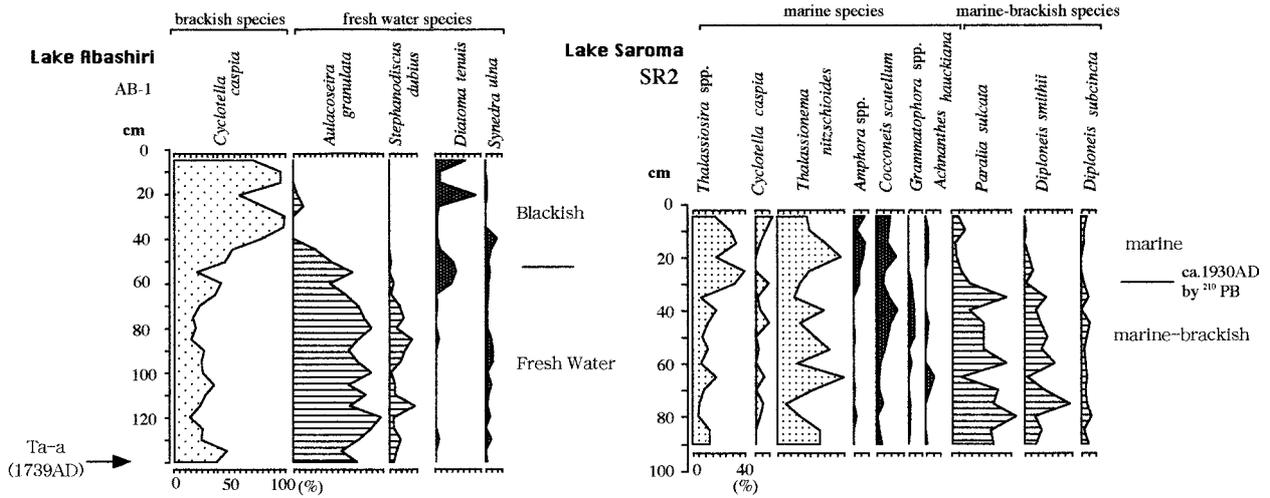 brackish species
fresh water species
Lake Abashiri
AB-1
cm
Cyclotella
caspia
Aulacoseira
granulata
Stephanodiscus
dubius
Diatoma tenuis
Synedra ulna
0
20
40
60
80
100
120
Blackish
Fresh Water
Ta-a
(1739AD)
0 50 100 (%)
marine species
marine-brackish species
Lake Saroma
SR2
cm
Thalassiosira spp.
Cyclotella caspia
Thalassionema
nitzschioides
Amphora spp.
Cocconeis scutellum
Grammatophora spp.
Achnanthes hauckiana
Paralia sulcata
Diploneis smithii
Diploneis subcincta
0
20
40
60
80
100
marine
ca.1930AD
by ²¹⁰ PB
marine-brackish
0 40
(%)